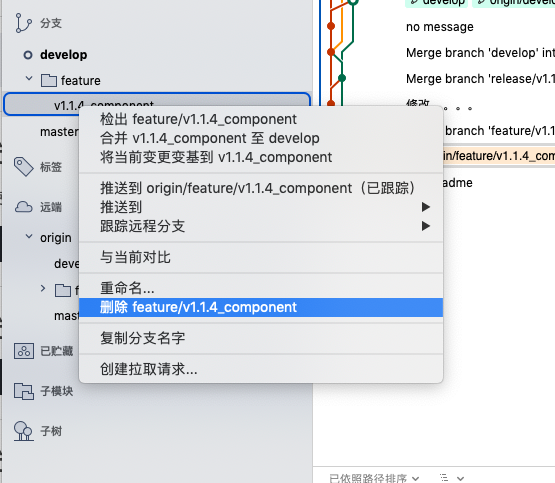 分支
develop
feature
v1.1.4_component
master
标签
远端
origin
已贮藏
子模块
子树
检出 feature/v1.1.4_component
合并 v1.1.4_component 至 develop
将当前变更变基到 v1.1.4_component
推送到 origin/feature/v1.1.4_component（已跟踪）
推送到
跟踪远程分支
与当前对比
重命名...
删除 feature/v1.1.4_component
复制分支名字
创建拉取请求...
develop
no message
Merge branch 'develop'
Merge branch 'release/v1.1
修改。。。。
branch 'feature/v1.1
in/feature/v1.1.4_com
adme
已依照路径排序